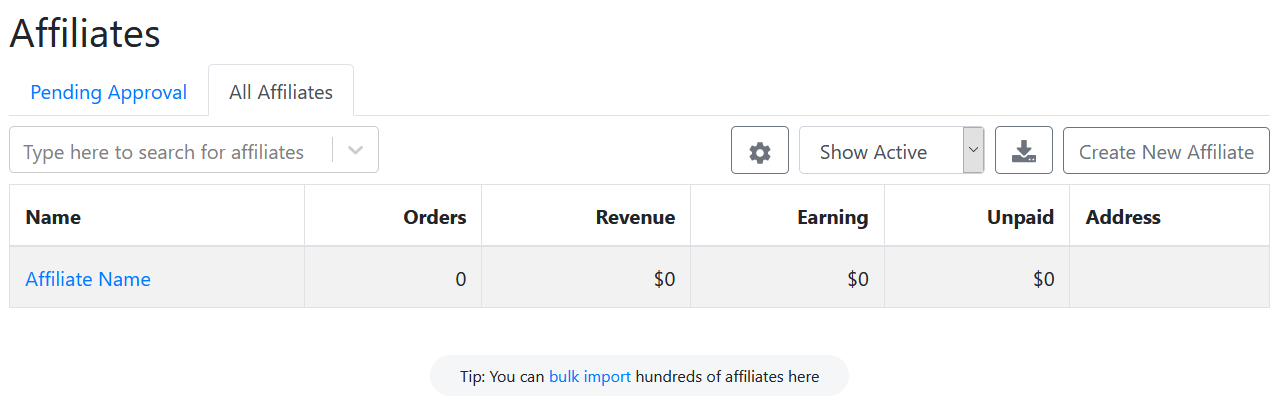 Affiliates
Pending Approval All Affiliates
Type here to search for affiliates Show Active Create New Affiliate
Name Orders Revenue Earning Unpaid Address
Affiliate Name 0 $0 $0 $0
Tip: You can bulk import hundreds of affiliates here